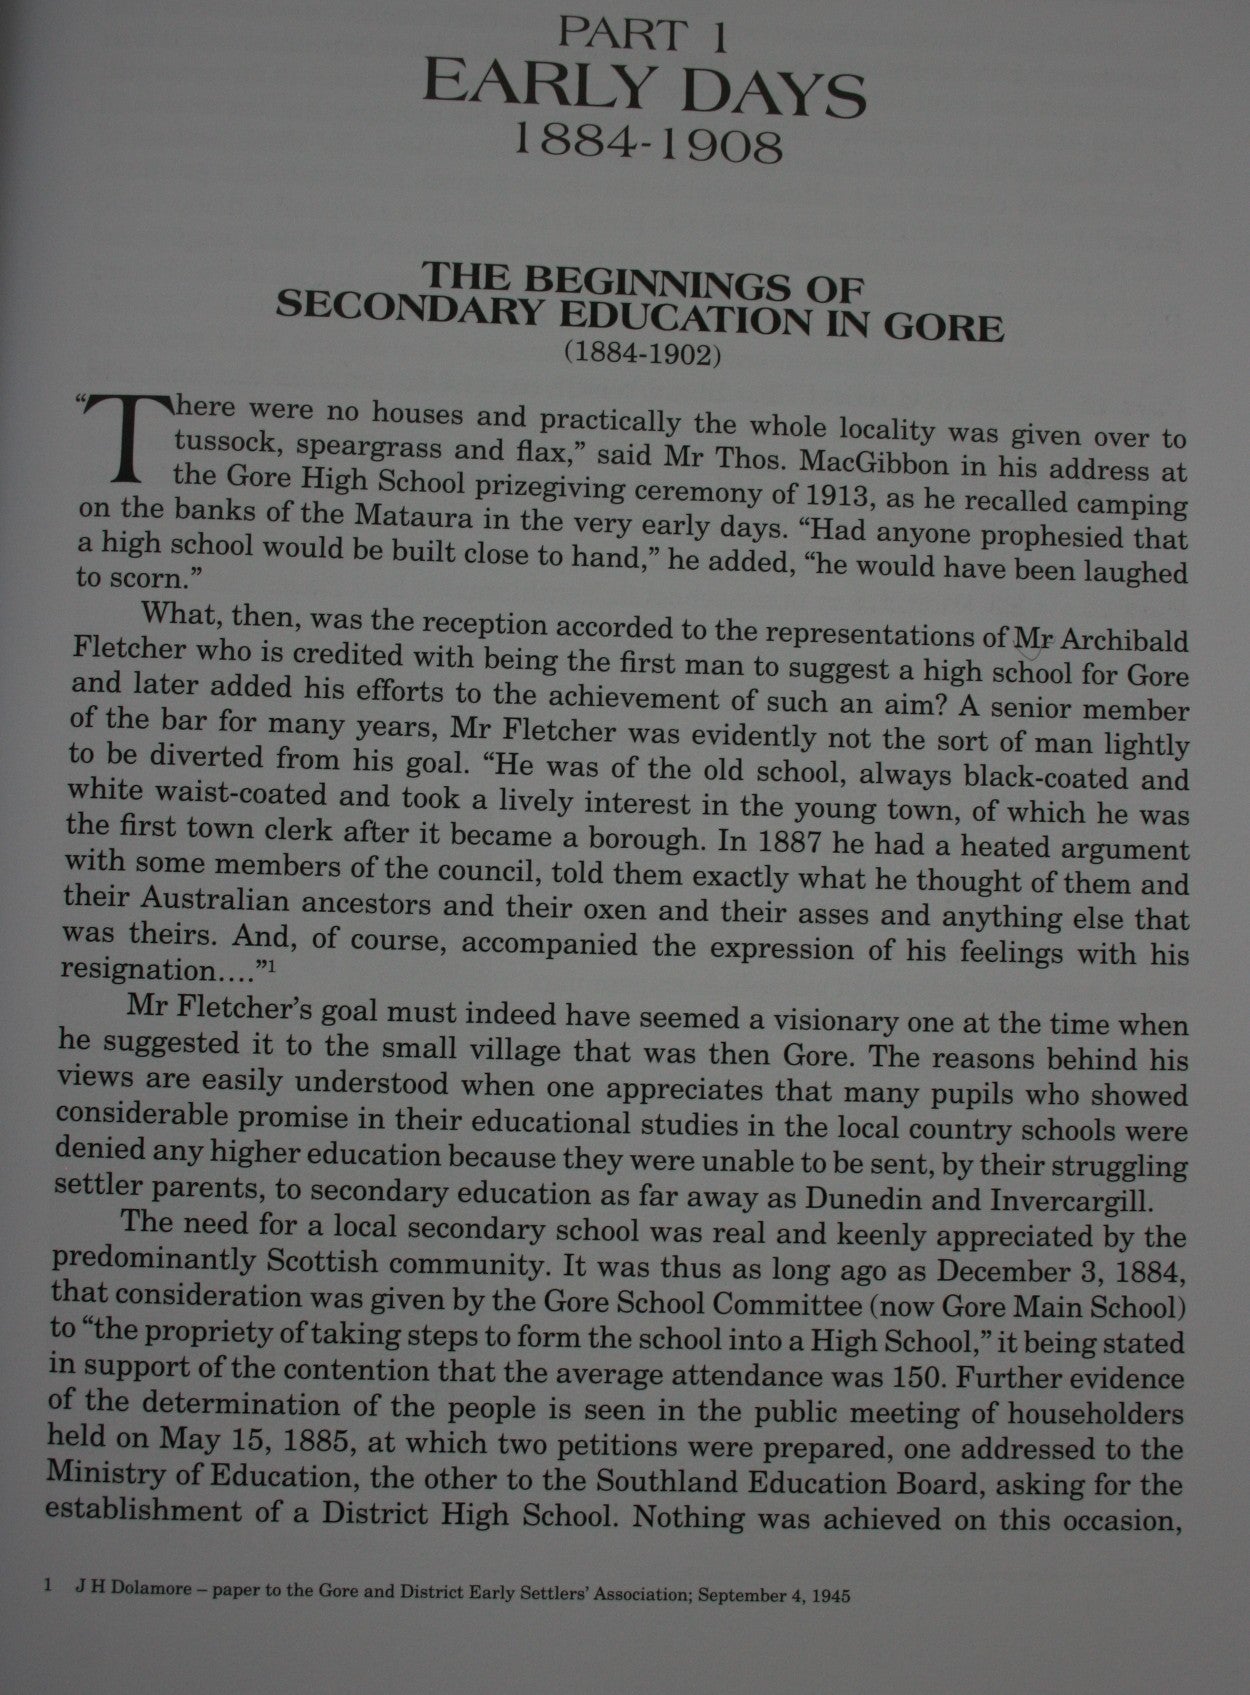 PART 1
EARLY DAYS
1884-1908
THE BEGINNINGS OF
SECONDARY EDUCATION IN GORE
(1884-1902)
“There were no houses and practically the whole locality was given over to
tussock, speargrass and flax,” said Mr Thos. MacGibbon in his address at
the Gore High School prizegiving ceremony of 1913, as he recalled camping
on the banks of the Mataura in the very early days. “Had anyone prophesied that
a high school would be built close to hand,” he added, “he would have been laughed
to scorn.”
What, then, was the reception accorded to the representations of Mr Archibald
Fletcher who is credited with being the first man to suggest a high school for Gore
and later added his efforts to the achievement of such an aim? A senior member
of the bar for many years, Mr Fletcher was evidently not the sort of man lightly
to be diverted from his goal. “He was of the old school, always black-coated and
white waist-coated and took a lively interest in the young town, of which he was
the first town clerk after it became a borough. In 1887 he had a heated argument
with some members of the council, told them exactly what he thought of them and
their Australian ancestors and their oxen and their asses and anything else that
was theirs. And, of course, accompanied the expression of his feelings with his
resignation....”1
Mr Fletcher’s goal must indeed have seemed a visionary one at the time when
he suggested it to the small village that was then Gore. The reasons behind his
views are easily understood when one appreciates that many pupils who showed
considerable promise in their educational studies in the local country schools were
denied any higher education because they were unable to be sent, by their struggling
settler parents, to secondary education as far away as Dunedin and Invercargill.
The need for a local secondary school was real and keenly appreciated by the
predominantly Scottish community. It was thus as long ago as December 3, 1884,
that consideration was given by the Gore School Committee (now Gore Main School)
to “the propriety of taking steps to form the school into a High School,” it being stated
in support of the contention that the average attendance was 150. Further evidence
of the determination of the people is seen in the public meeting of householders
held on May 15, 1885, at which two petitions were prepared, one addressed to the
Ministry of Education, the other to the Southland Education Board, asking for the
establishment of a District High School. Nothing was achieved on this occasion,
1 J H Dolamore – paper to the Gore and District Early Settlers’ Association; September 4, 1945